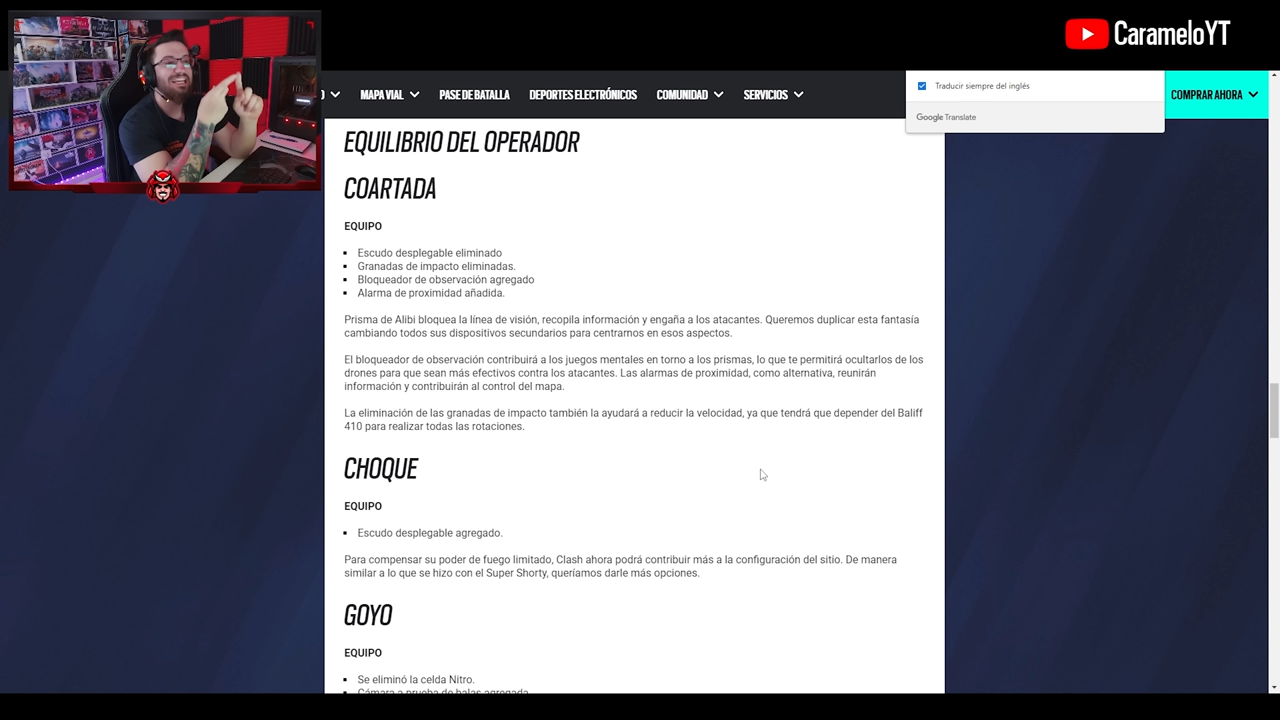 CarameloYT
MAPA VIAL
PASE DE BATALLA
DEPORTES ELECTRÓNICOS
COMUNIDAD
SERVICIOS
Traducir siempre del inglés
Google Translate
COMPRAR AHORA
EQUILIBRIO DEL OPERADOR
COARTADA
EQUIPO
▪ Escudo desplegable eliminado
▪ Granadas de impacto eliminadas.
▪ Bloqueador de observación agregado
▪ Alarma de proximidad añadida.
Prisma de Alibi bloquea la línea de visión, recopila información y engaña a los atacantes. Queremos duplicar esta fantasía
cambiando todos sus dispositivos secundarios para centrarnos en esos aspectos.
El bloqueador de observación contribuirá a los juegos mentales en torno a los prismas, lo que te permitirá ocultarlos de los
drones para que sean más efectivos contra los atacantes. Las alarmas de proximidad, como alternativa, reunirán
información y contribuirán al control del mapa.
La eliminación de las granadas de impacto también la ayudará a reducir la velocidad, ya que tendrá que depender del Baliff
410 para realizar todas las rotaciones.
CHOQUE
EQUIPO
▪ Escudo desplegable agregado.
Para compensar su poder de fuego limitado, Clash ahora podrá contribuir más a la configuración del sitio. De manera
similar a lo que se hizo con el Super Shorty, queríamos darle más opciones.
GOYO
EQUIPO
▪ Se eliminó la celda Nitro.
▪ Cámara a prueba de balas agregada